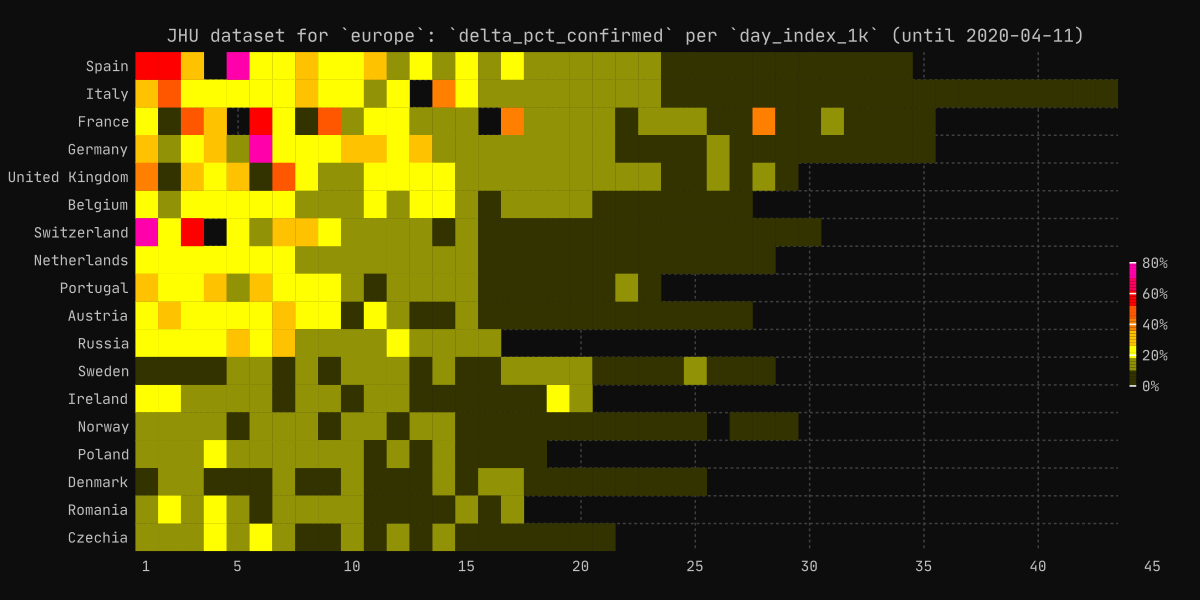 JHU dataset for `europe`: `delta_pct_confirmed` per `day_index_1k` (until 2020-04-11)
Spain
Italy
France
Germany
United Kingdom
Belgium
Switzerland
Netherlands
Portugal
Austria
Russia
Sweden
Ireland
Norway
Poland
Denmark
Romania
Czechia
80%
60%
40%
20%
0%
1 5 10 15 20 25 30 35 40 45